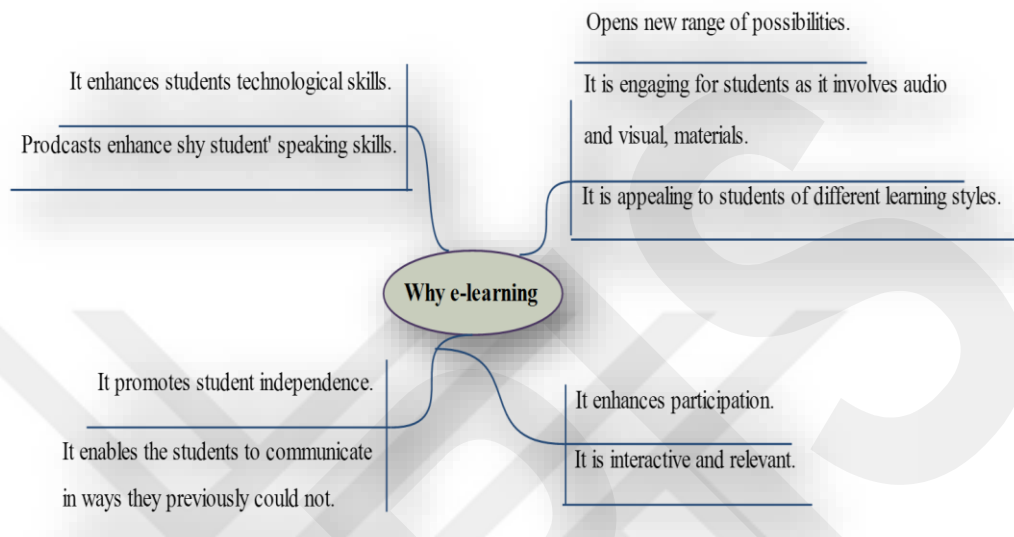 Opens new range of possibilities.
It enhances students technological skills.
It is engaging for students as it involves audio
and visual, materials.
Prodcasts enhance shy student' speaking skills.
It is appealing to students of different learning styles.
Why e-learning
It promotes student independence.
It enhances participation.
It enables the students to communicate
in ways they previously could not.
It is interactive and relevant.